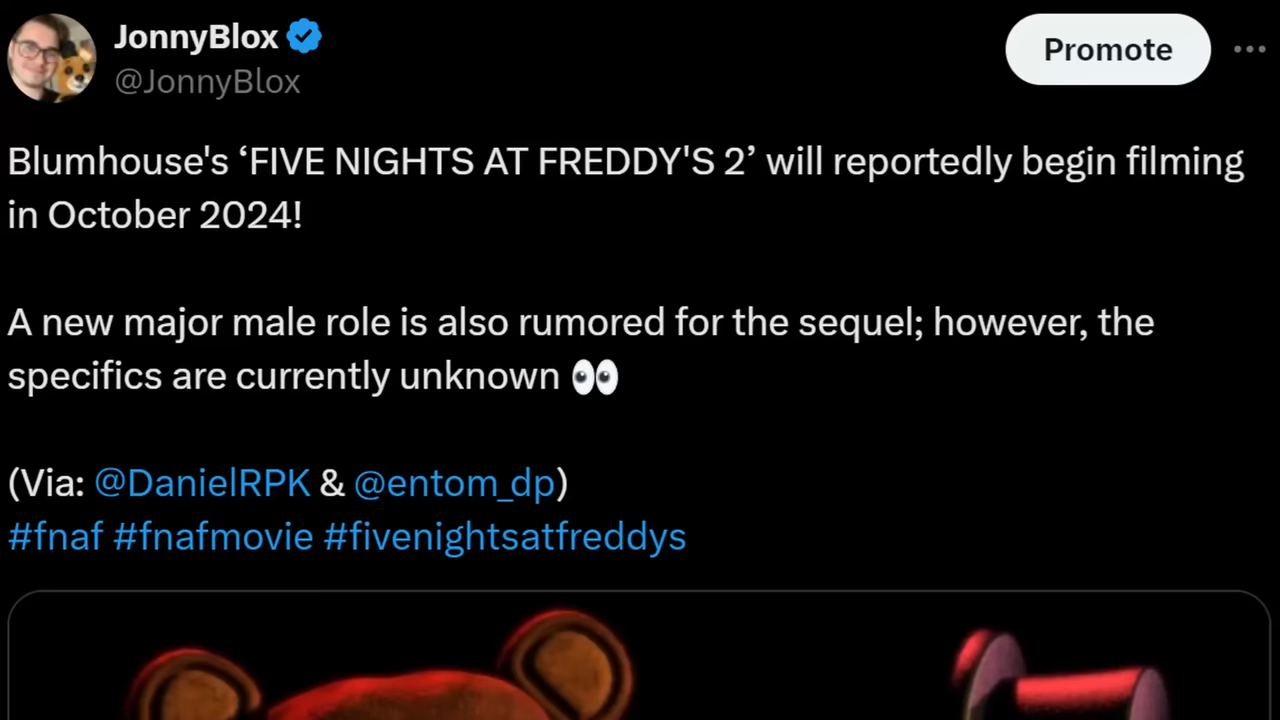 JonnyBlox
@JonnyBlox
Promote
Blumhouse's ‘FIVE NIGHTS AT FREDDY'S 2’ will reportedly begin filming
in October 2024!
A new major male role is also rumored for the sequel; however, the
specifics are currently unknown 👀
(Via: @DanielRPK & @entom_dp)
#fnaf #fnafmovie #fivenightsatfreddys